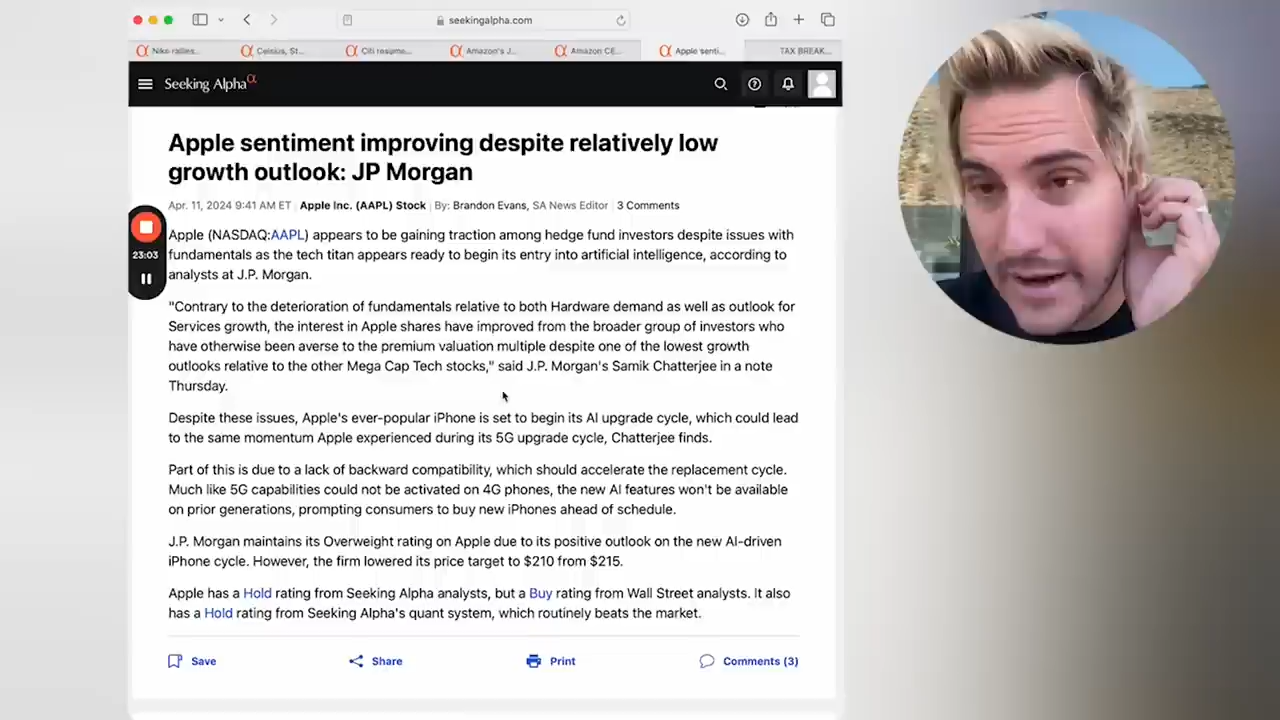 seekingalpha.com
Nike rallies...
Celsius, St...
Citi resume...
Amazon's J...
Amazon CE...
Apple senti...
TAX BREAK...
Seeking Alpha α
Apple sentiment improving despite relatively low
growth outlook: JP Morgan
Apr. 11, 2024 9:41 AM ET | Apple Inc. (AAPL) Stock | By: Brandon Evans, SA News Editor | 3 Comments
23:03
Apple (NASDAQ:AAPL) appears to be gaining traction among hedge fund investors despite issues with
fundamentals as the tech titan appears ready to begin its entry into artificial intelligence, according to
analysts at J.P. Morgan.
"Contrary to the deterioration of fundamentals relative to both Hardware demand as well as outlook for
Services growth, the interest in Apple shares have improved from the broader group of investors who
have otherwise been averse to the premium valuation multiple despite one of the lowest growth
outlooks relative to the other Mega Cap Tech stocks," said J.P. Morgan's Samik Chatterjee in a note
Thursday.
Despite these issues, Apple's ever-popular iPhone is set to begin its AI upgrade cycle, which could lead
to the same momentum Apple experienced during its 5G upgrade cycle, Chatterjee finds.
Part of this is due to a lack of backward compatibility, which should accelerate the replacement cycle.
Much like 5G capabilities could not be activated on 4G phones, the new AI features won't be available
on prior generations, prompting consumers to buy new iPhones ahead of schedule.
J.P. Morgan maintains its Overweight rating on Apple due to its positive outlook on the new AI-driven
iPhone cycle. However, the firm lowered its price target to $210 from $215.
Apple has a Hold rating from Seeking Alpha analysts, but a Buy rating from Wall Street analysts. It also
has a Hold rating from Seeking Alpha's quant system, which routinely beats the market.
Save
Share
Print
Comments (3)